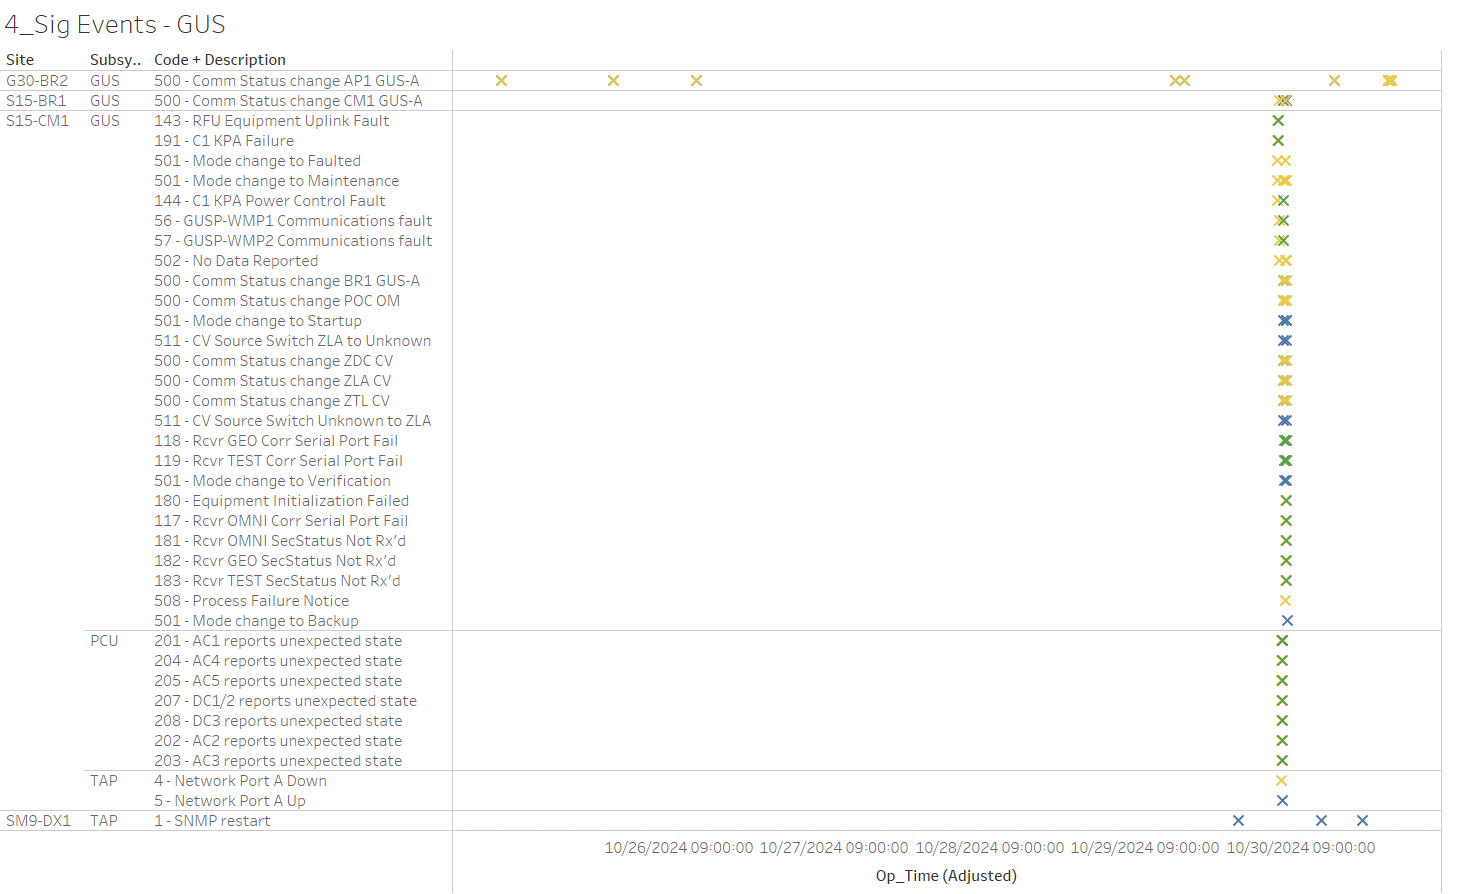 4_Sig Events - GUS
Site Subsy.. Code + Description
G30-BR2 GUS 500 - Comm Status change AP1 GUS-A
S15-BR1 GUS 500 - Comm Status change CM1 GUS-A
S15-CM1 GUS 143 - RFU Equipment Uplink Fault
191 - C1 KPA Failure
501 - Mode change to Faulted
501 - Mode change to Maintenance
144 - C1 KPA Power Control Fault
56 - GUSP-WMP1 Communications fault
57 - GUSP-WMP2 Communications fault
502 - No Data Reported
500 - Comm Status change BR1 GUS-A
500 - Comm Status change POC OM
501 - Mode change to Startup
511 - CV Source Switch ZLA to Unknown
500 - Comm Status change ZDC CV
500 - Comm Status change ZLA CV
500 - Comm Status change ZTL CV
511 - CV Source Switch Unknown to ZLA
118 - Rcvr GEO Corr Serial Port Fail
119 - Rcvr TEST Corr Serial Port Fail
501 - Mode change to Verification
180 - Equipment Initialization Failed
117 - Rcvr OMNI Corr Serial Port Fail
181 - Rcvr OMNI SecStatus Not Rx’d
182 - Rcvr GEO SecStatus Not Rx’d
183 - Rcvr TEST SecStatus Not Rx’d
508 - Process Failure Notice
501 - Mode change to Backup
PCU 201 - AC1 reports unexpected state
204 - AC4 reports unexpected state
205 - AC5 reports unexpected state
207 - DC1/2 reports unexpected state
208 - DC3 reports unexpected state
202 - AC2 reports unexpected state
203 - AC3 reports unexpected state
TAP 4 - Network Port A Down
5 - Network Port A Up
SM9-DX1 TAP 1 - SNMP restart
10/26/2024 09:00:00 10/27/2024 09:00:00 10/28/2024 09:00:00 10/29/2024 09:00:00 10/30/2024 09:00:00
Op_Time (Adjusted)